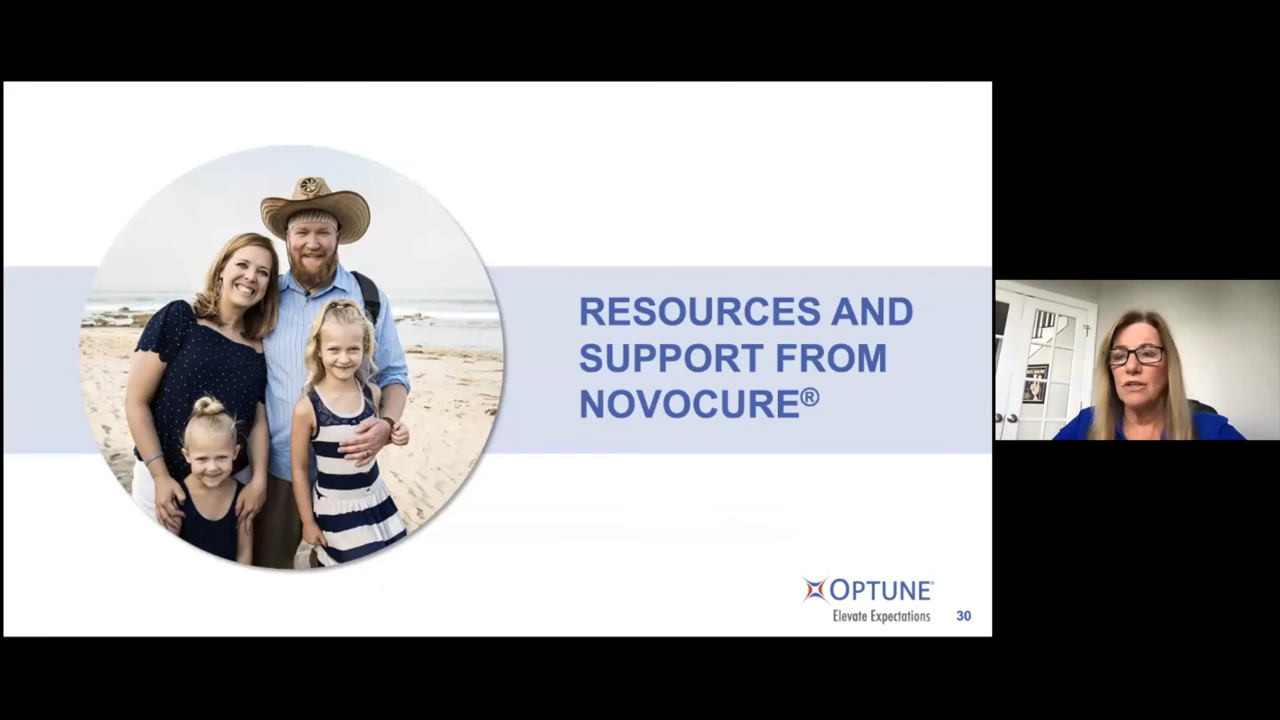 RESOURCES AND
SUPPORT FROM
NOVOCURE®
OPTUNE®
Elevate Expectations
30